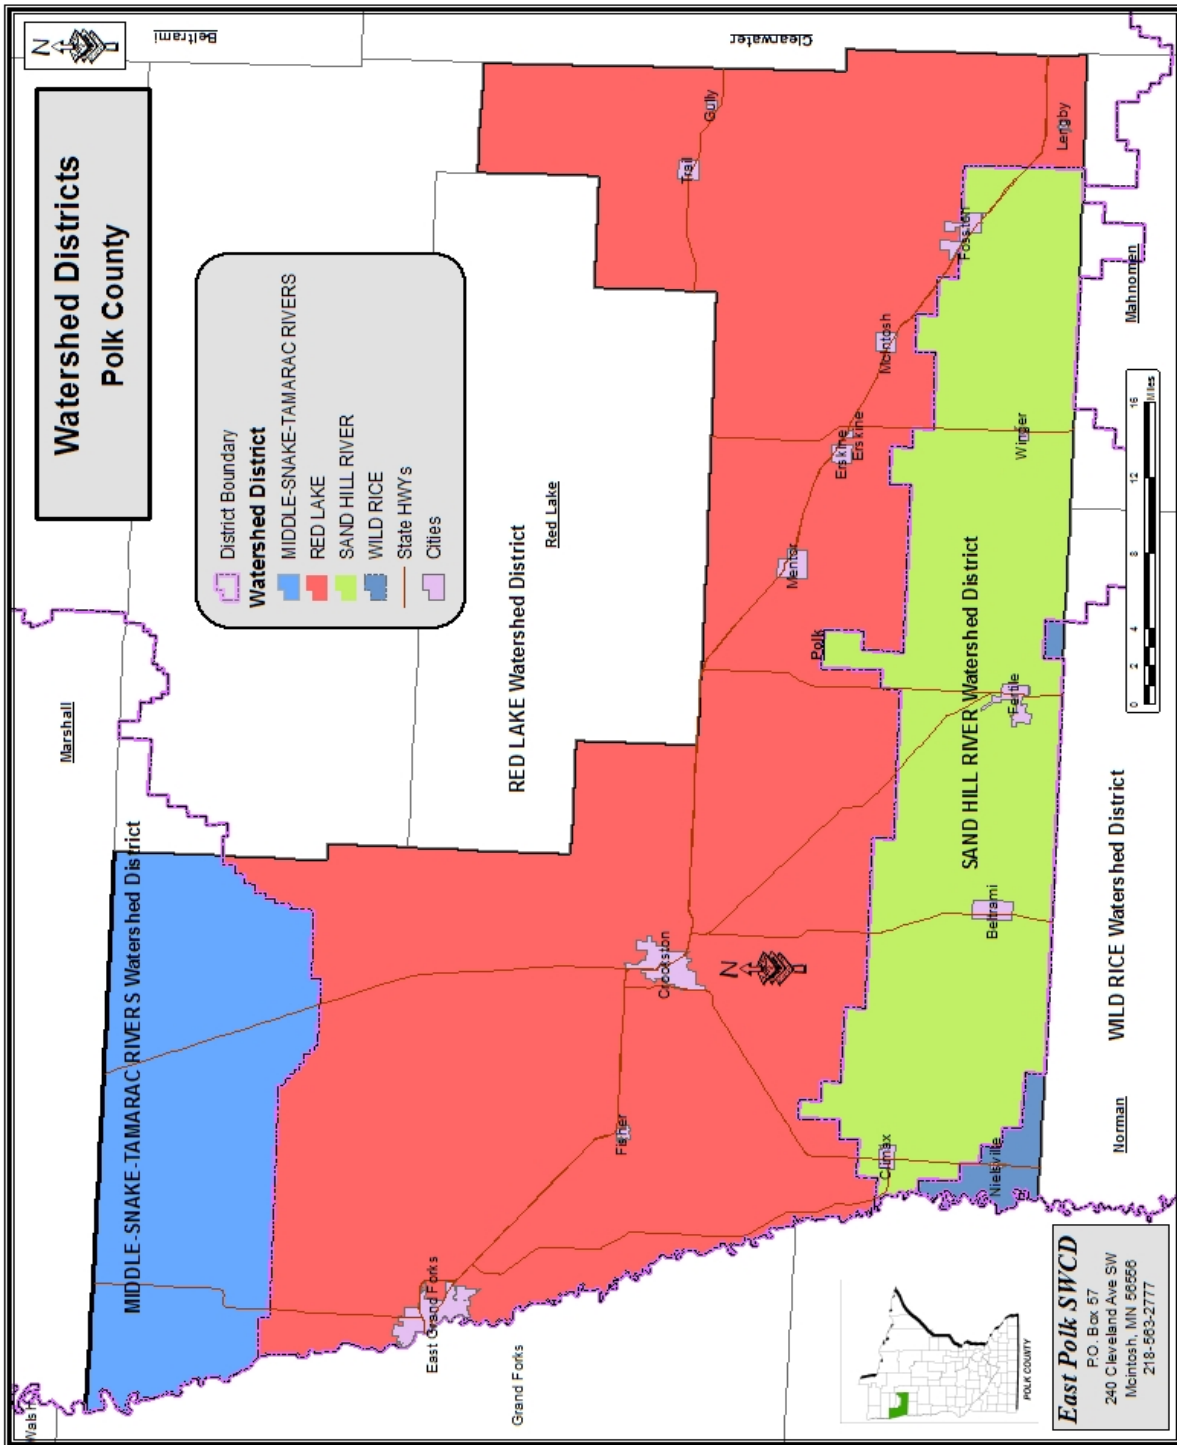 Watershed Districts
Polk County
N
Beltrami
Clearwater
Marshall
District Boundary
Watershed District
MIDDLE-SNAKE-TAMARAC RIVERS
RED LAKE
SAND HILL RIVER
WILD RICE
State HWYs
Cities
MIDDLE-SNAKE-TAMARAC RIVERS Watershed District
RED LAKE Watershed District
Red Lake
Gully
Trail
Lengby
Fosston
McIntosh
Erskine
Erskine
Mentor
Winger
Polk
Fertile
SAND HILL RIVER Watershed District
Beltrami
Crookston
N
Fisher
Climax
Nielsville
East Grand Forks
Grand Forks
Mahnomen
WILD RICE Watershed District
Norman
0 2 4 8 12 16
Miles
POLK COUNTY
East Polk SWCD
P.O. Box 57
240 Cleveland Ave SW
Mcintosh, MN 56556
218-563-2777